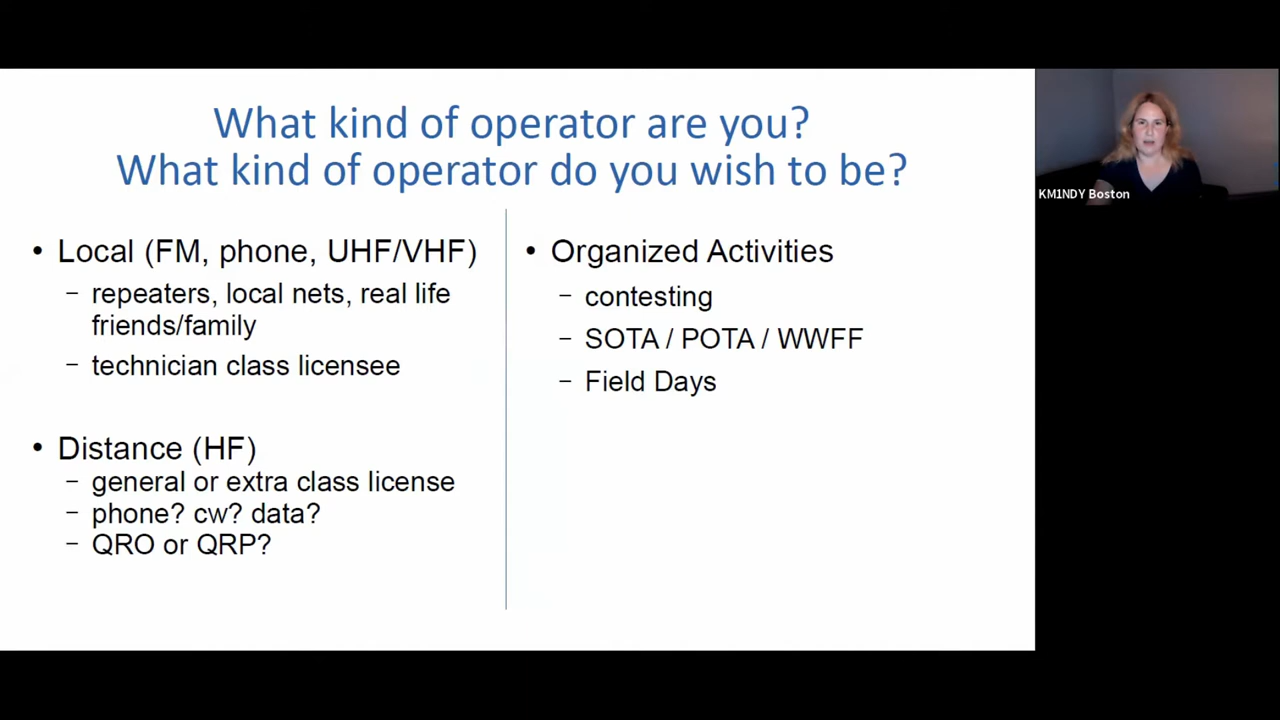 What kind of operator are you?
What kind of operator do you wish to be?
• Local (FM, phone, UHF/VHF)
– repeaters, local nets, real life
friends/family
– technician class licensee
• Distance (HF)
– general or extra class license
– phone? cw? data?
– QRO or QRP?
• Organized Activities
– contesting
– SOTA / POTA / WWFF
– Field Days
KM1NDY Boston